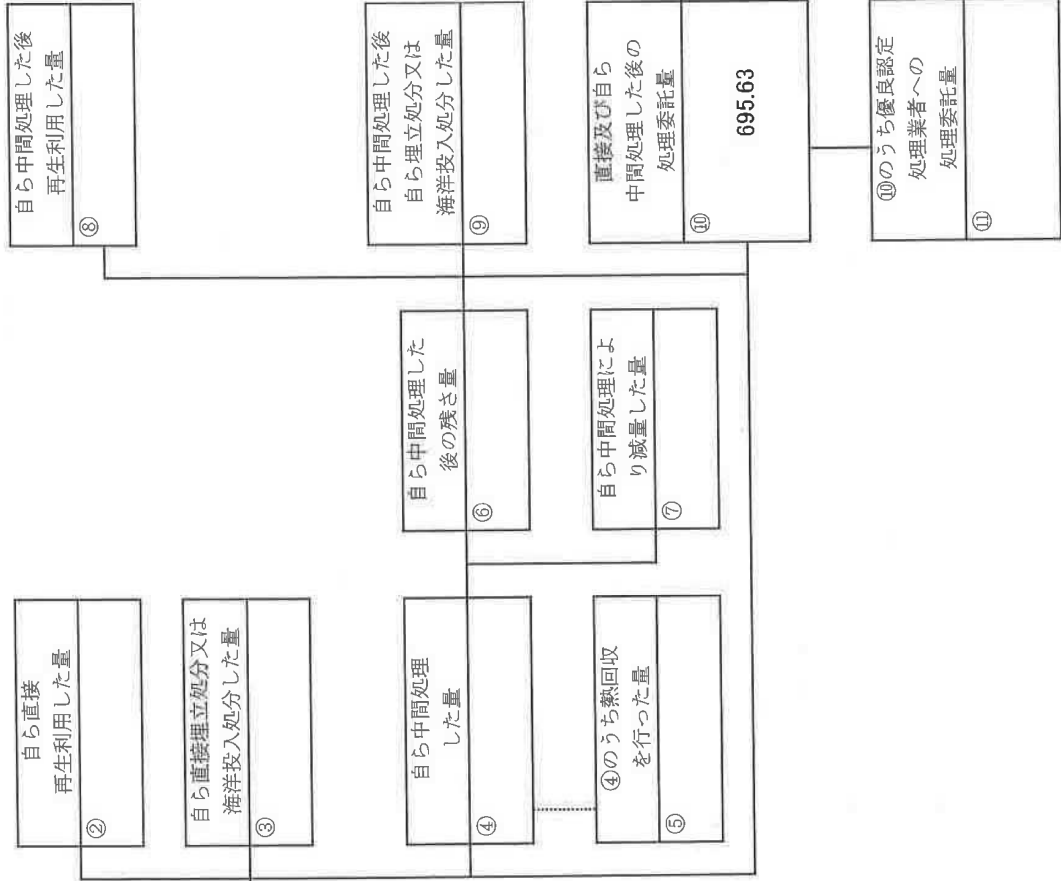 自ら直接
再生利用した量
②
自ら直接埋立処分又は
海洋投入処分した量
③
自ら中間処理
した量
④
④のうち熱回収
を行った量
⑤
自ら中間処理した
後の残さ量
⑥
自ら中間処理によ
り減量した量
⑦
自ら中間処理した後
再生利用した量
⑧
自ら中間処理した後
自ら埋立処分又は
海洋投入処分した量
⑨
直接及び自ら
中間処理した後の
処理委託量
⑩
695.63
⑩のうち優良認定
処理業者への
処理委託量
⑪